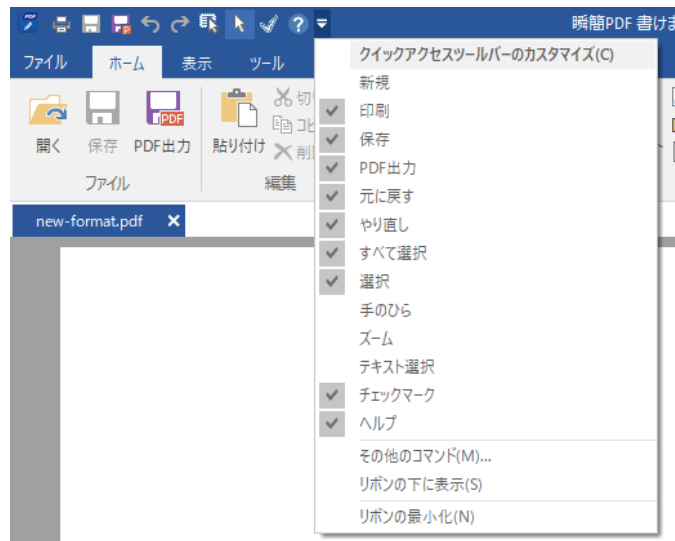 瞬簡PDF 書け
ファイル ホーム 表示 ツール
開く 保存 PDF出力 貼り付け
ファイル 編集
new-format.pdf
クイックアクセスツールバーのカスタマイズ(C)
新規
印刷
保存
PDF出力
元に戻す
やり直し
すべて選択
選択
手のひら
ズーム
テキスト選択
チェックマーク
ヘルプ
その他のコマンド(M)...
リボンの下に表示(S)
リボンの最小化(N)